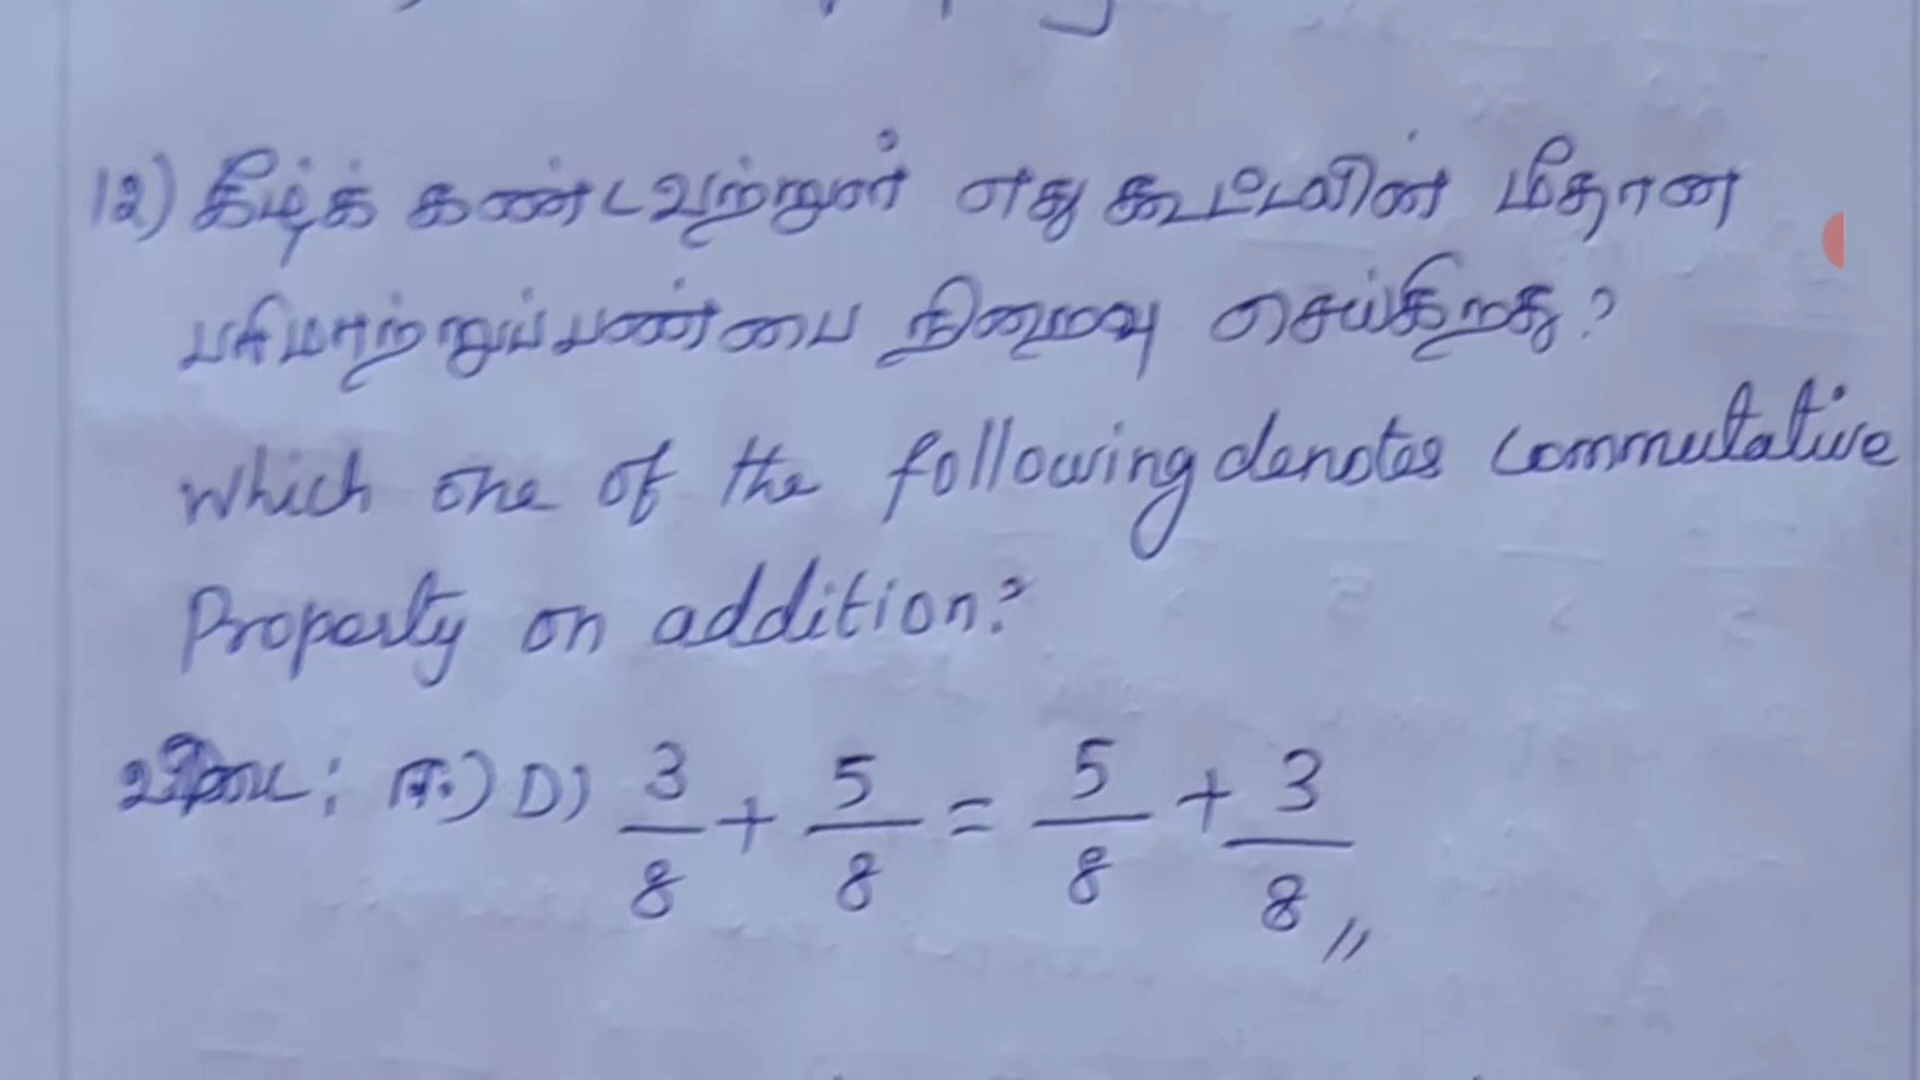 12) கீழ்க் கண்டவற்றுள் எது கூட்டலின் மீதான
பரிமாற்றுப்பண்பை நிறைவு செய்கிறது?
Which one of the following denotes commutative
Property on addition?
விடை: ஈ) D) 3/8 + 5/8 = 5/8 + 3/8 //